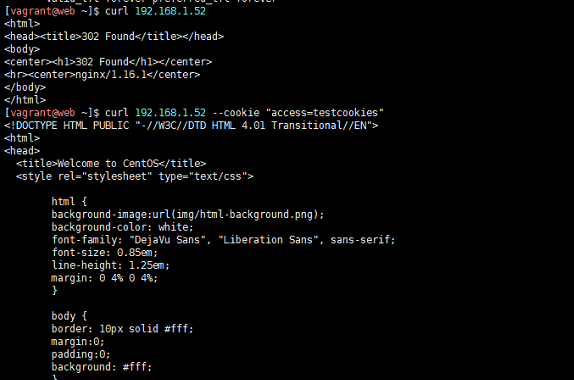 [vagrant@web ~]$ curl 192.168.1.52
<html>
<head><title>302 Found</title></head>
<body>
<center><h1>302 Found</h1></center>
<hr><center>nginx/1.16.1</center>
</body>
</html>
[vagrant@web ~]$ curl 192.168.1.52 --cookie "access=testcookies"
<!DOCTYPE HTML PUBLIC "-//W3C//DTD HTML 4.01 Transitional//EN">
<html>
<head>
  <title>Welcome to CentOS</title>
  <style rel="stylesheet" type="text/css">

        html {
        background-image:url(img/html-background.png);
        background-color: white;
        font-family: "DejaVu Sans", "Liberation Sans", sans-serif;
        font-size: 0.85em;
        line-height: 1.25em;
        margin: 0 4% 0 4%;
        }

        body {
        border: 10px solid #fff;
        margin:0;
        padding:0;
        background: #fff;
        }